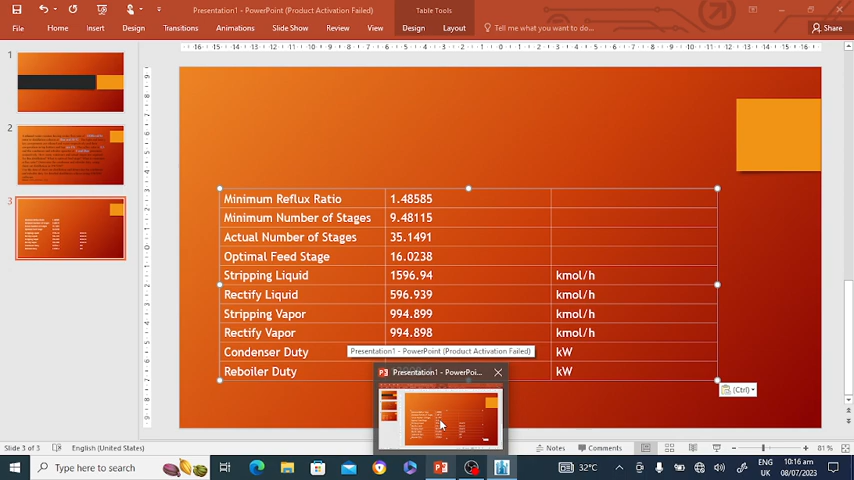 Presentation1 - PowerPoint (Product Activation Failed)
Table Tools
File Home Insert Design Transitions Animations Slide Show Review View Design Layout Tell me what you want to do... Share
1
2
3
Minimum Reflux Ratio 1.48585
Minimum Number of Stages 9.48115
Actual Number of Stages 35.1491
Optimal Feed Stage 16.0238
Stripping Liquid 1596.94 kmol/h
Rectify Liquid 596.939 kmol/h
Stripping Vapor 994.899 kmol/h
Rectify Vapor 994.898 kmol/h
Condenser Duty kW
Presentation1 - PowerPoint (Product Activation Failed)
Reboiler Duty kW
Presentation1 - PowerPoi...
(Ctrl)
Slide 3 of 3 English (United States) Notes Comments 81 %
Type here to search 32°C ENG 10:16 am
UK 08/07/2023